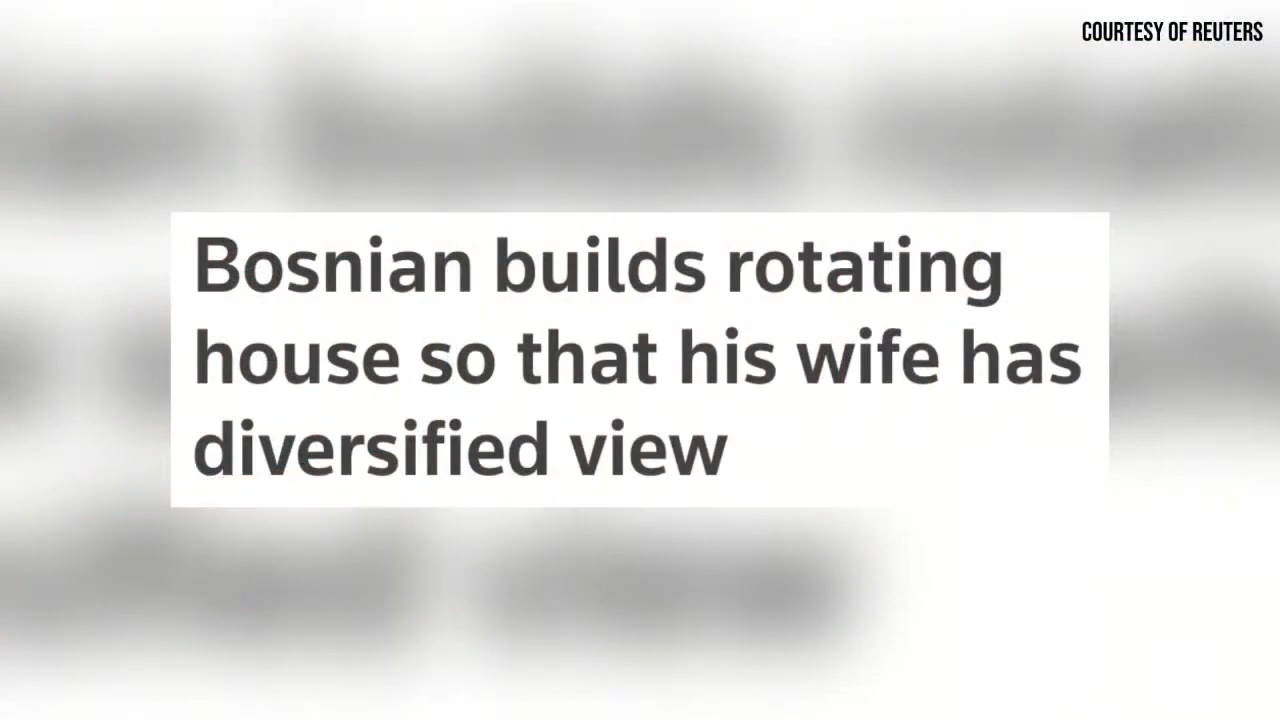 COURTESY OF REUTERS
Bosnian builds rotating
house so that his wife has
diversified view